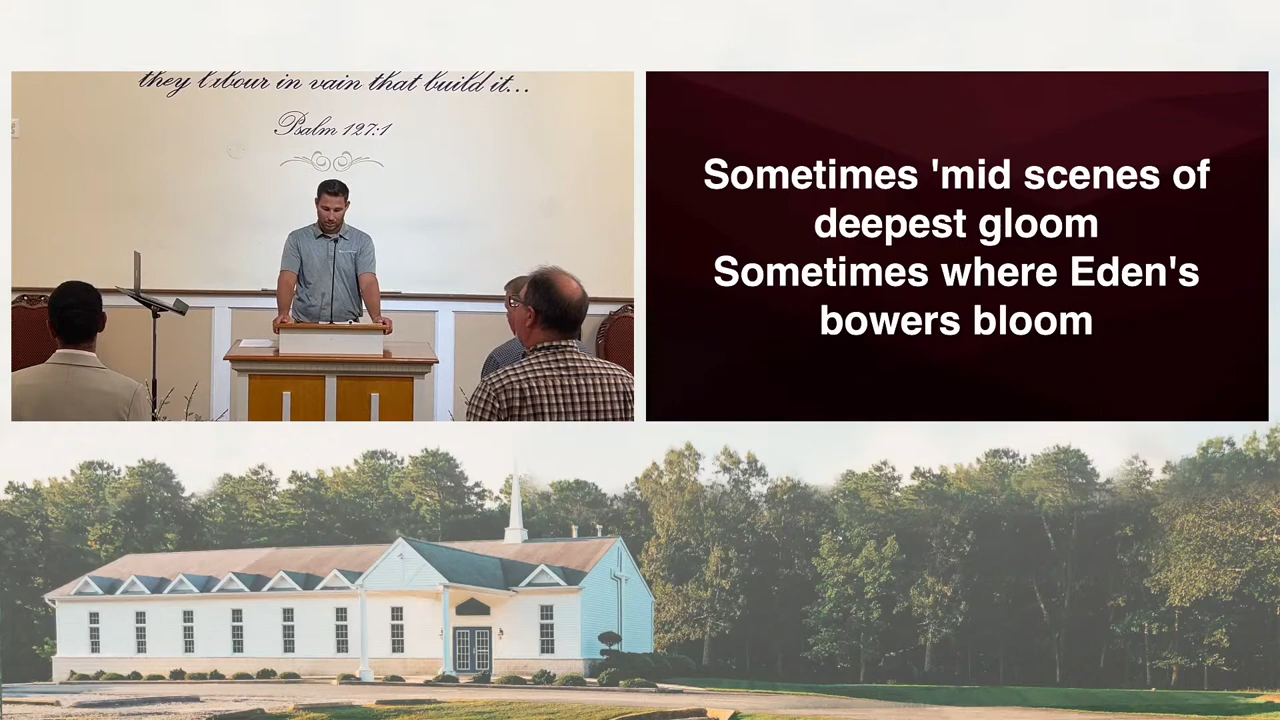 they labour in vain that build it...
Psalm 127:1
Sometimes 'mid scenes of
deepest gloom
Sometimes where Eden's
bowers bloom